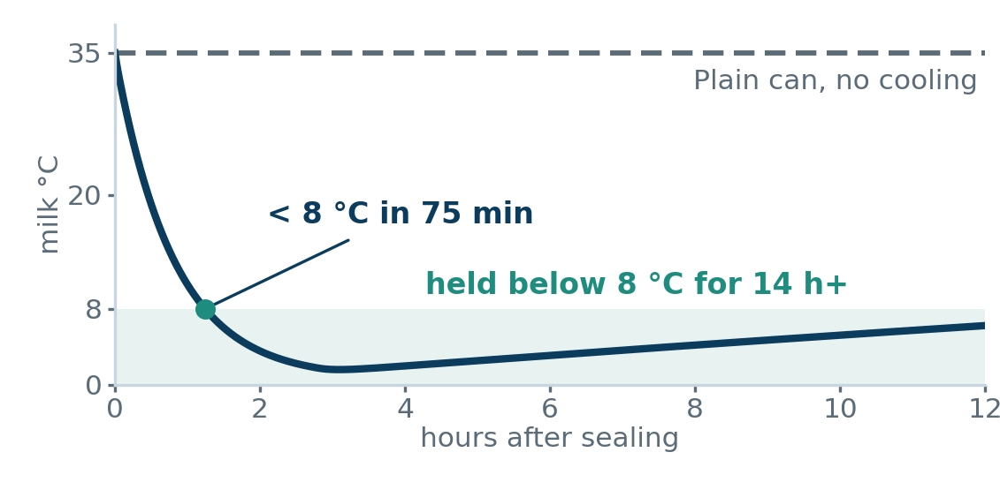 35
Plain can, no cooling
milk °C
20
< 8 °C in 75 min
held below 8 °C for 14 h+
8
0
0 2 4 6 8 10 12
hours after sealing